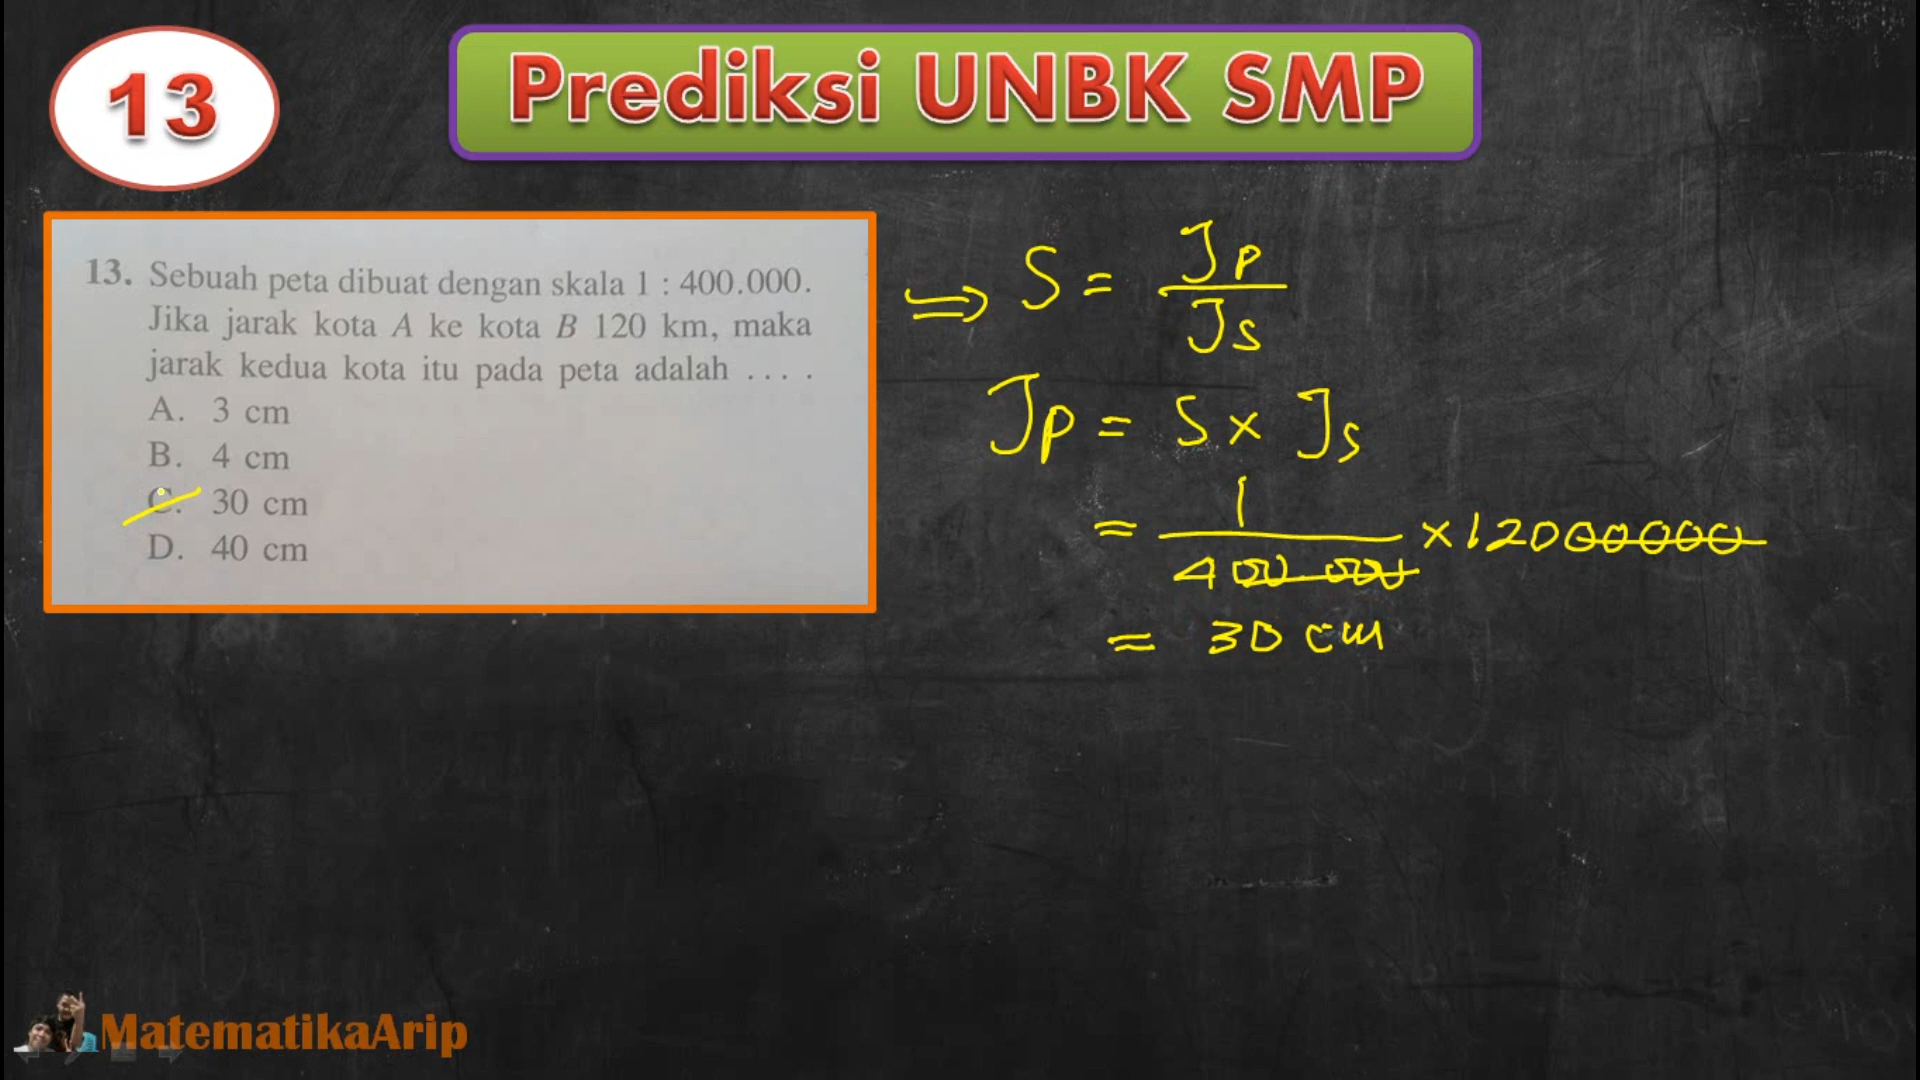 13
Prediksi UNBK SMP
13. Sebuah peta dibuat dengan skala 1 : 400.000.
Jika jarak kota A ke kota B 120 km, maka
jarak kedua kota itu pada peta adalah . . . .
A. 3 cm
B. 4 cm
C. 30 cm
D. 40 cm
⇒ S = Jp / Js
Jp = S × Js
= 1 / 400.000 × 12000000
= 30 cm
MatematikaArip